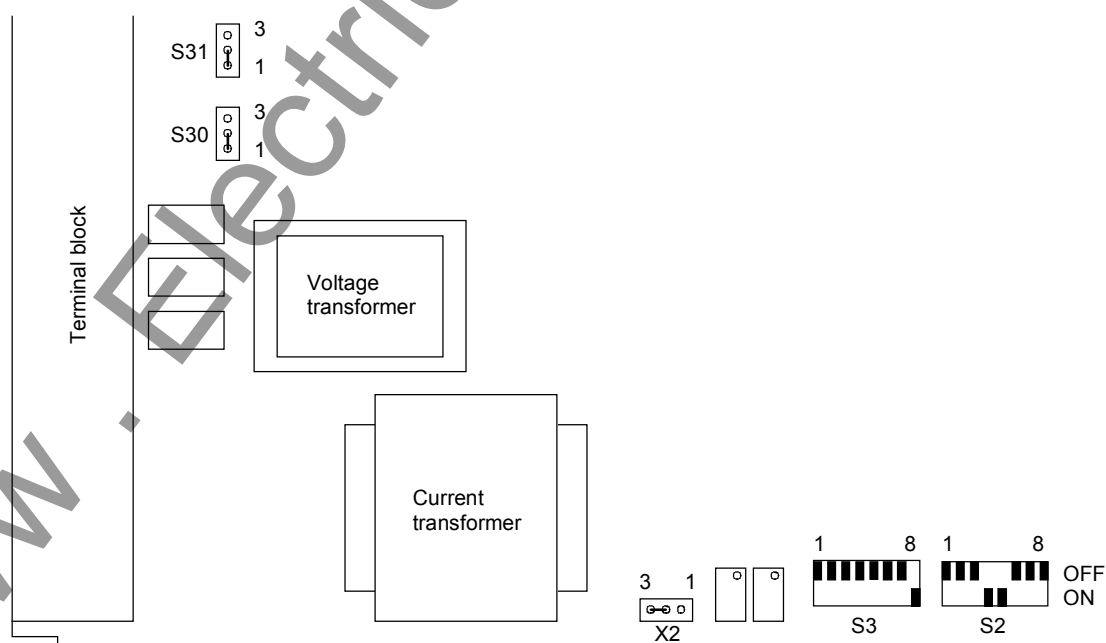 3
S31
1
3
S30
1
Terminal block
Voltage
transformer
Current
transformer
1 8 1 8
OFF
ON
3 1
X2
S3
S2
. Electric